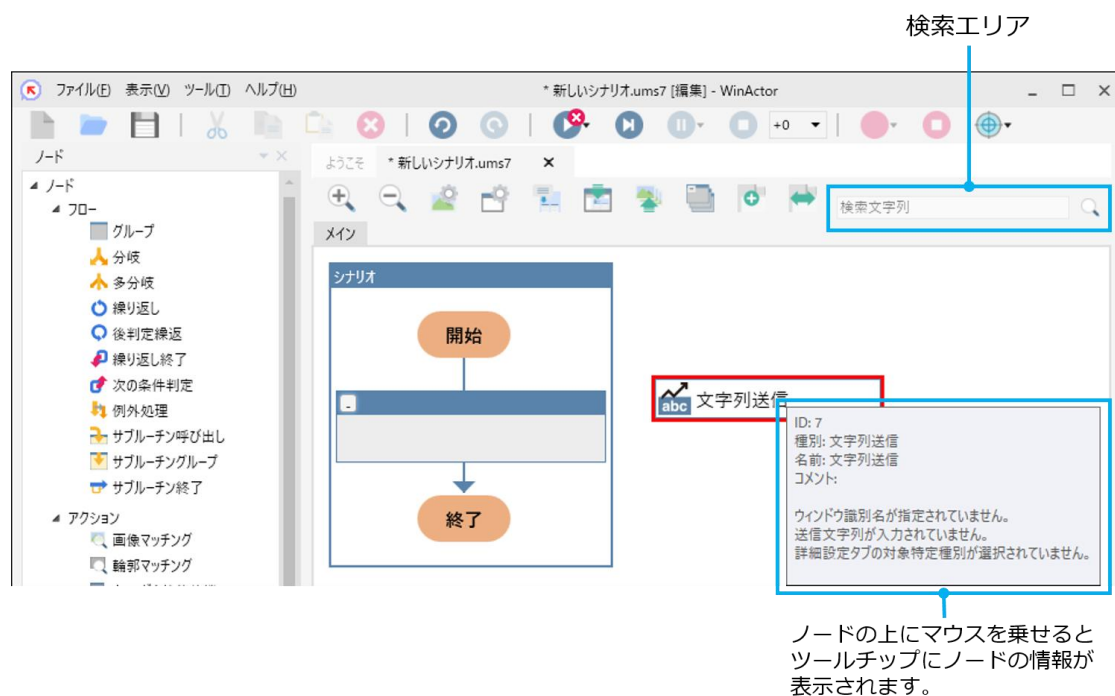 検索エリア
ファイル(F) 表示(V) ツール(T) ヘルプ(H)
* 新しいシナリオ.ums7 [編集] - WinActor
+0
ノード
ようこそ
* 新しいシナリオ.ums7
ノード
フロー
グループ
分岐
多分岐
繰り返し
後判定繰返
繰り返し終了
次の条件判定
例外処理
サブルーチン呼び出し
サブルーチングループ
サブルーチン終了
アクション
画像マッチング
輪郭マッチング
検索文字列
メイン
シナリオ
開始
終了
abc 文字列送信
ID: 7
種別: 文字列送信
名前: 文字列送信
コメント:
ウィンドウ識別名が指定されていません。
送信文字列が入力されていません。
詳細設定タブの対象特定種別が選択されていません。
ノードの上にマウスを乗せると
ツールチップにノードの情報が
表示されます。